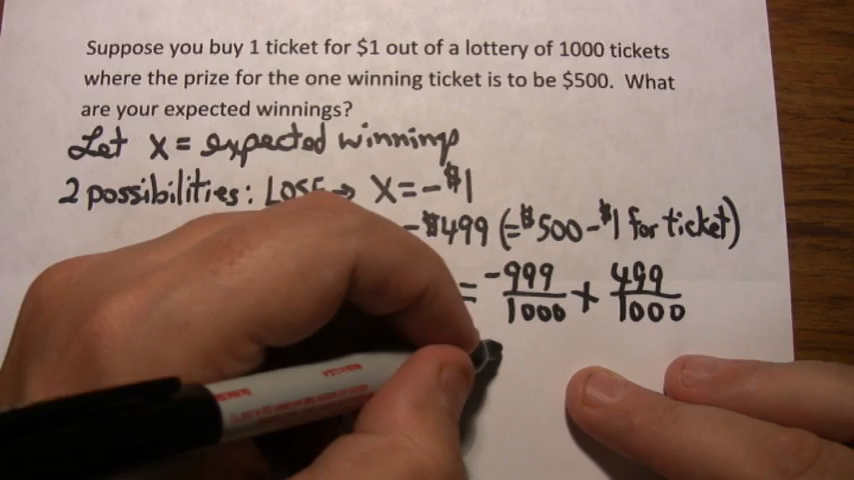 Suppose you buy 1 ticket for $1 out of a lottery of 1000 tickets
where the prize for the one winning ticket is to be $500. What
are your expected winnings?
Let x = expected winnings
2 possibilities: LOSE → X = -$1
$499 (= $500 - $1 for ticket)
= -999/1000 + 499/1000